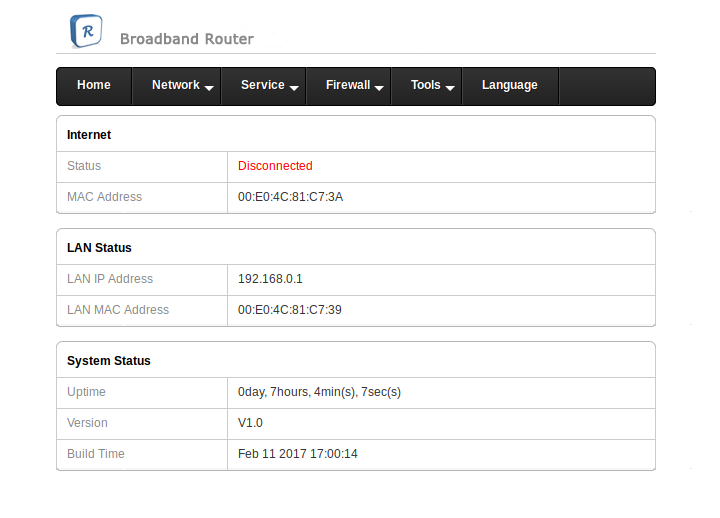 R Broadband Router
Home Network Service Firewall Tools Language
Internet
Status Disconnected
MAC Address 00:E0:4C:81:C7:3A
LAN Status
LAN IP Address 192.168.0.1
LAN MAC Address 00:E0:4C:81:C7:39
System Status
Uptime 0day, 7hours, 4min(s), 7sec(s)
Version V1.0
Build Time Feb 11 2017 17:00:14